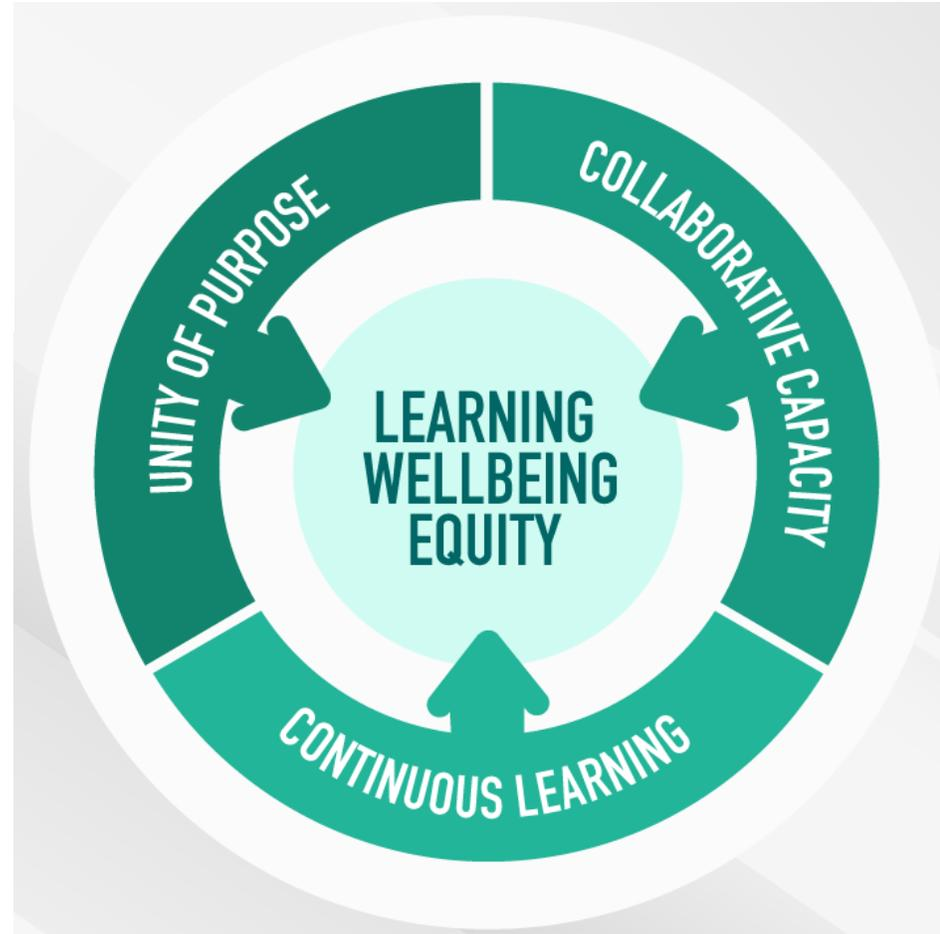 UNITY OF PURPOSE
COLLABORATIVE CAPACITY
LEARNING
WELLBEING
EQUITY
CONTINUOUS LEARNING